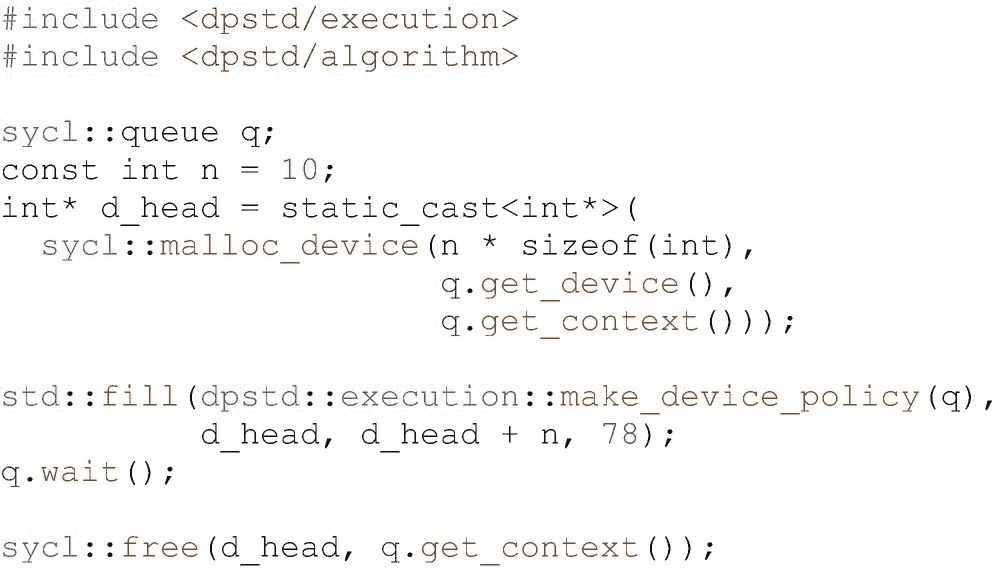 #include <dpstd/execution>
#include <dpstd/algorithm>

sycl::queue q;
const int n = 10;
int* d_head = static_cast<int*>(
  sycl::malloc_device(n * sizeof(int),
                      q.get_device(),
                      q.get_context()));

std::fill(dpstd::execution::make_device_policy(q),
          d_head, d_head + n, 78);
q.wait();

sycl::free(d_head, q.get_context());